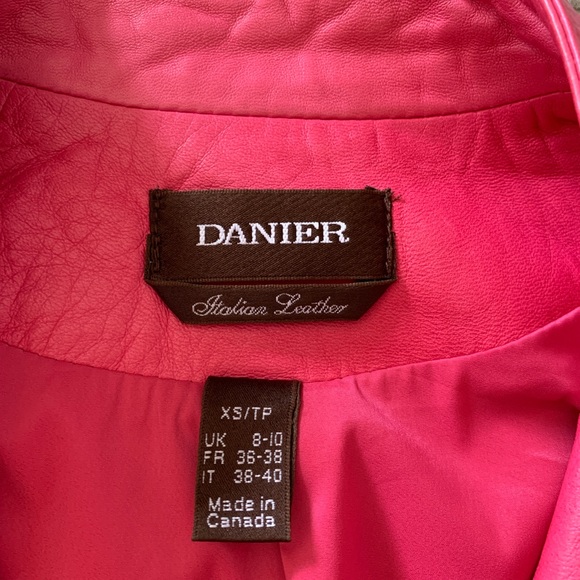 DANIER
Italian Leather
XS/TP
UK 8-10
FR 36-38
IT 38-40
Made in
Canada